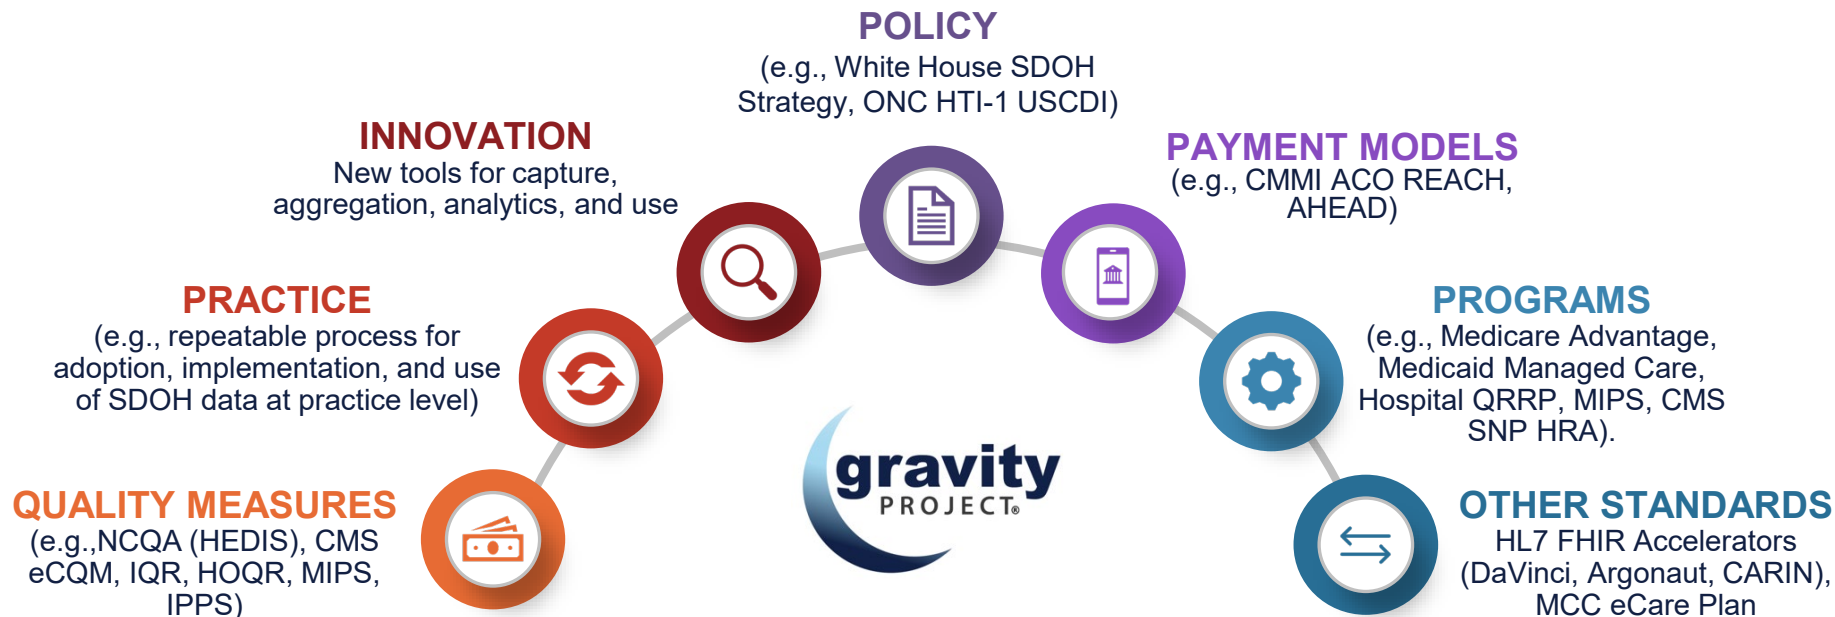 POLICY
(e.g., White House SDOH
Strategy, ONC HTI-1 USCDI)
INNOVATION
New tools for capture,
aggregation, analytics, and use
PAYMENT MODELS
(e.g., CMMI ACO REACH,
AHEAD)
PRACTICE
(e.g., repeatable process for
adoption, implementation, and use
of SDOH data at practice level)
PROGRAMS
(e.g., Medicare Advantage,
Medicaid Managed Care,
Hospital QRRP, MIPS, CMS
SNP HRA).
gravity
PROJECT®
QUALITY MEASURES
(e.g.,NCQA (HEDIS), CMS
eCQM, IQR, HOQR, MIPS,
IPPS)
OTHER STANDARDS
HL7 FHIR Accelerators
(DaVinci, Argonaut, CARIN),
MCC eCare Plan